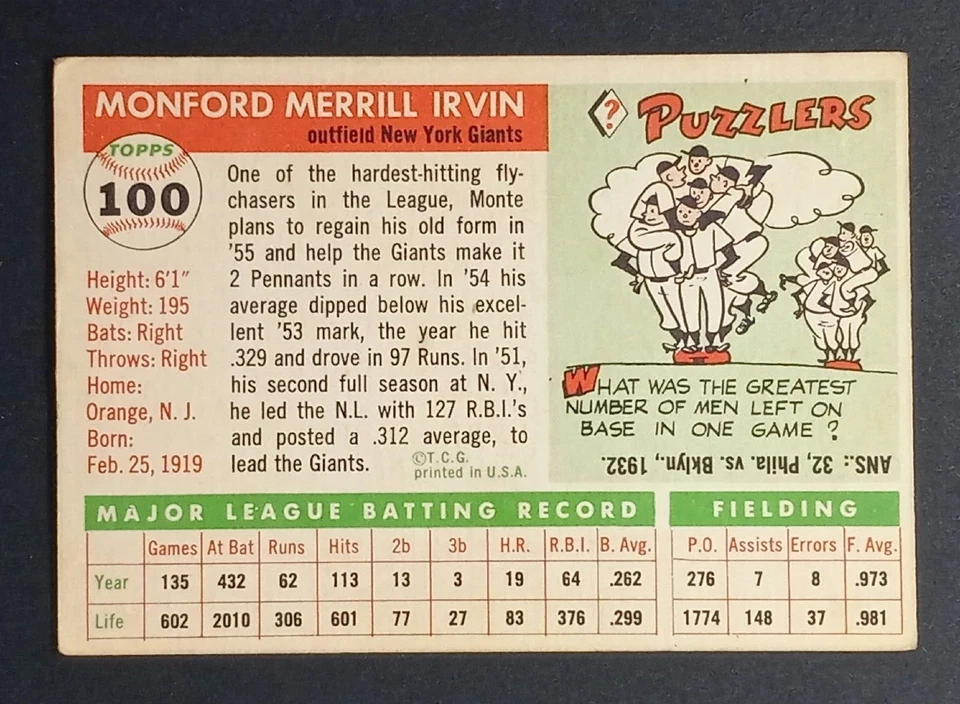 MONFORD MERRILL IRVIN
outfield New York Giants
TOPPS
100
Height: 6'1"
Weight: 195
Bats: Right
Throws: Right
Home:
Orange, N. J.
Born:
Feb. 25, 1919
One of the hardest-hitting fly-
chasers in the League, Monte
plans to regain his old form in
'55 and help the Giants make it
2 Pennants in a row. In '54 his
average dipped below his excel-
lent '53 mark, the year he hit
.329 and drove in 97 Runs. In '51,
his second full season at N. Y.,
he led the N.L. with 127 R.B.I.'s
and posted a .312 average, to
lead the Giants.
©T.C.G.
printed in U.S.A.
? PUZZLERS
WHAT WAS THE GREATEST
NUMBER OF MEN LEFT ON
BASE IN ONE GAME?
ANS.: 32, Phila. vs. Bklyn., 1932.
MAJOR LEAGUE BATTING RECORD
Games At Bat Runs Hits 2b 3b H.R. R.B.I. B. Avg.
Year 135 432 62 113 13 3 19 64 .262
Life 602 2010 306 601 77 27 83 376 .299
FIELDING
P.O. Assists Errors F. Avg.
276 7 8 .973
1774 148 37 .981